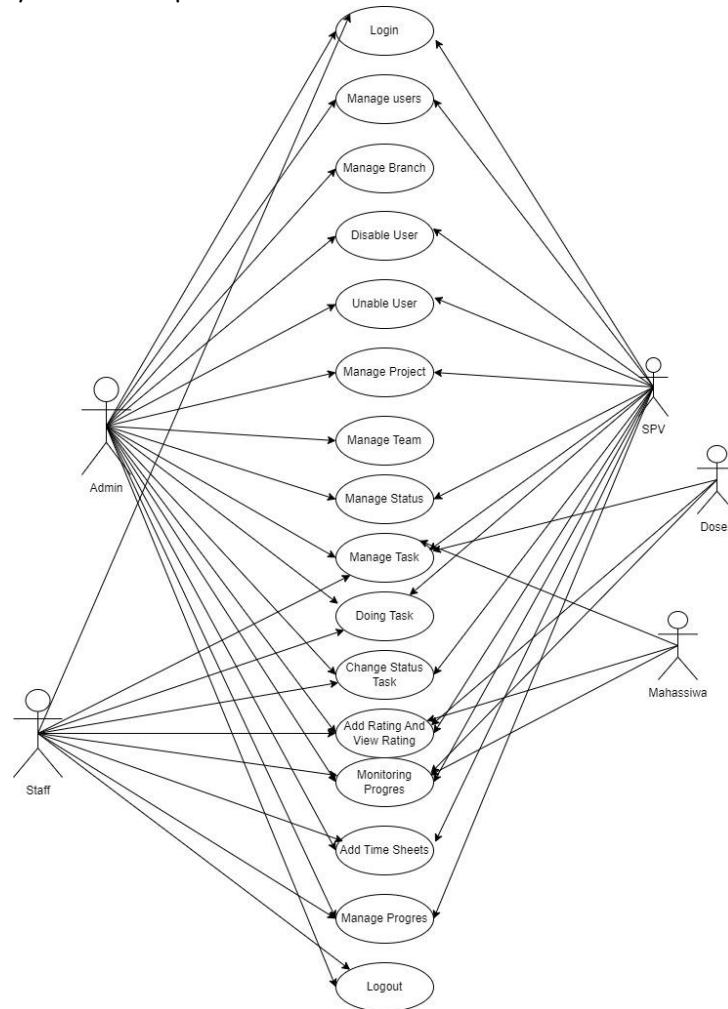 Login
Manage users
Manage Branch
Disable User
Unable User
Manage Project
Manage Team
Manage Status
Manage Task
Doing Task
Change Status
Task
Add Rating And
View Rating
Monitoring
Progres
Add Time Sheets
Manage Progres
Logout
Admin
Staff
SPV
Dose
Mahassiwa